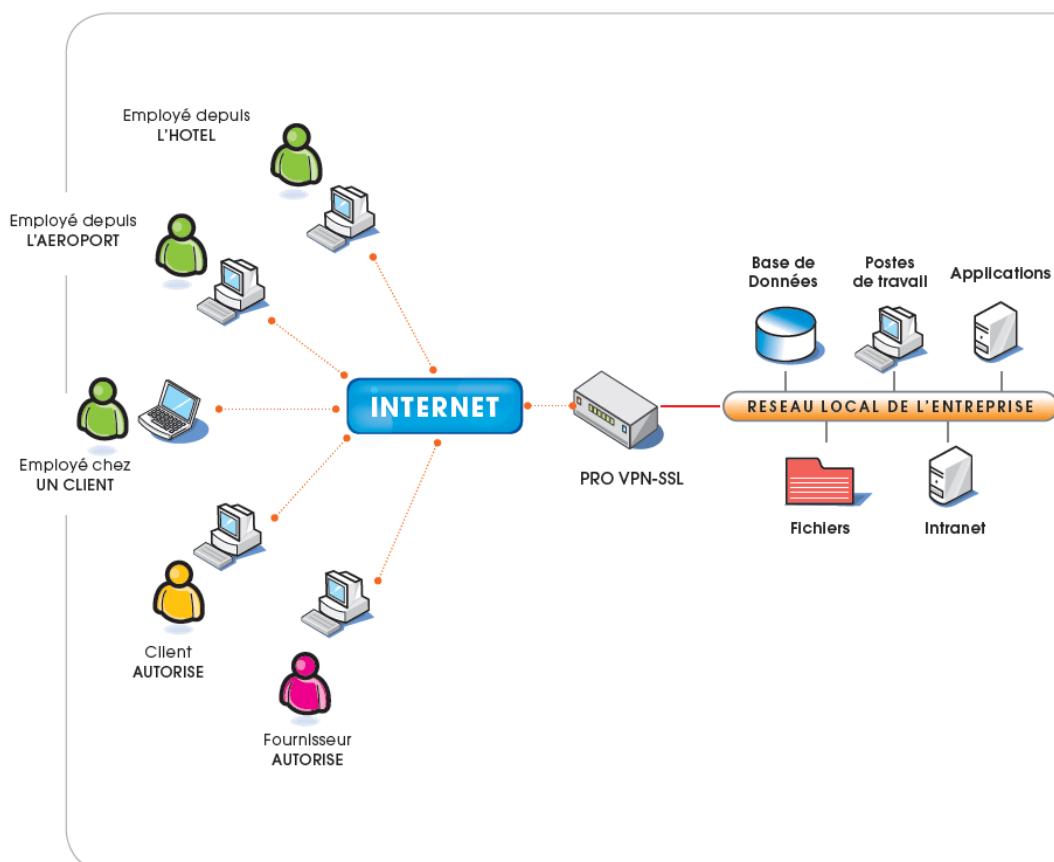 Employé depuis
L'HOTEL
Employé depuis
L'AEROPORT
Employé chez
UN CLIENT
Client
AUTORISE
Fournisseur
AUTORISE
INTERNET
PRO VPN-SSL
Base de
Données
Postes
de travail
Applications
RESEAU LOCAL DE L'ENTREPRISE
Fichiers
Intranet